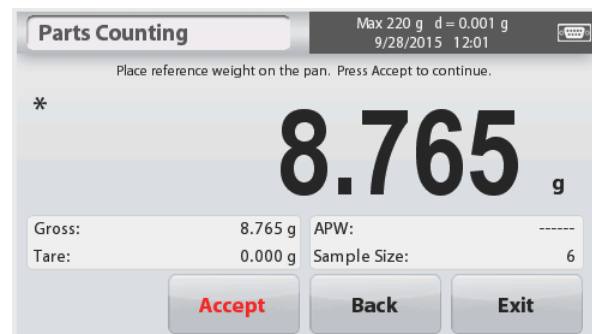 Parts Counting
Max 220 g d = 0.001 g
9/28/2015 12:01
Place reference weight on the pan. Press Accept to continue.
*
8.765 g
Gross: 8.765 g APW: ------
Tare: 0.000 g Sample Size: 6
Accept Back Exit